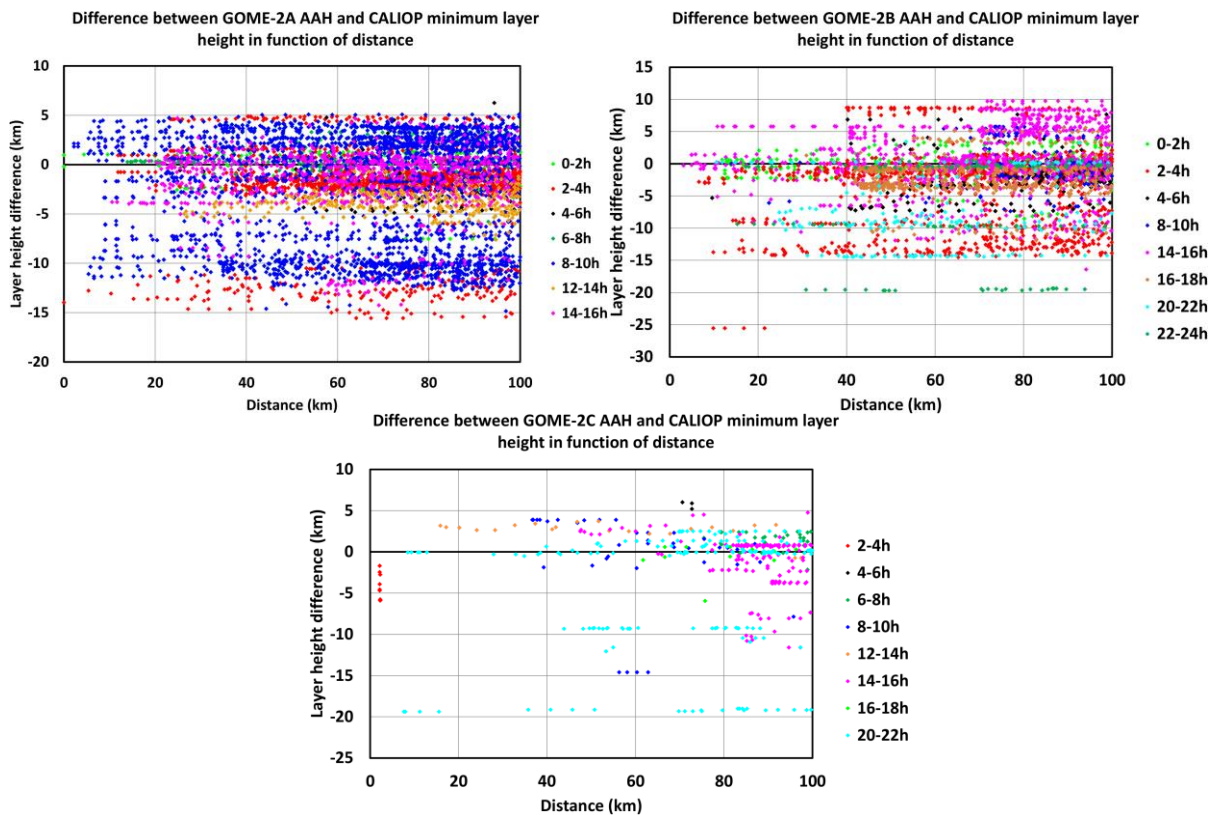 Difference between GOME-2A AAH and CALIOP minimum layer
height in function of distance
10
5
0
-5
-10
-15
-20
Layer height difference (km)
0
20
40
60
80
100
Distance (km)
0-2h
2-4h
4-6h
6-8h
8-10h
12-14h
14-16h
Difference between GOME-2B AAH and CALIOP minimum layer
height in function of distance
15
10
5
0
-5
-10
-15
-20
-25
-30
Layer height difference (km)
0
20
40
60
80
100
Distance (km)
0-2h
2-4h
4-6h
8-10h
14-16h
16-18h
20-22h
22-24h
Difference between GOME-2C AAH and CALIOP minimum layer
height in function of distance
10
5
0
-5
-10
-15
-20
-25
Layer height difference (km)
0
20
40
60
80
100
Distance (km)
2-4h
4-6h
6-8h
8-10h
12-14h
14-16h
16-18h
20-22h